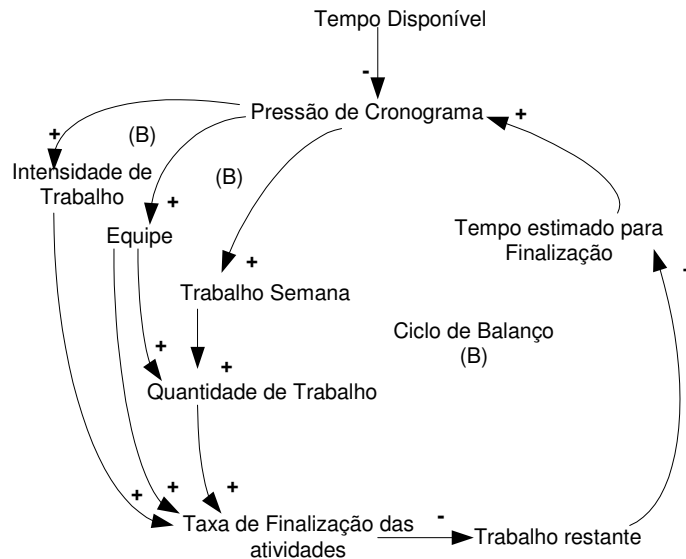 Tempo Disponível
-
Pressão de Cronograma
+
+
(B)
(B)
Intensidade de
Trabalho
+
Equipe
Tempo estimado para
Finalização
+
Trabalho Semana
Ciclo de Balanço
(B)
+
+
Quantidade de Trabalho
+
+
+
-
Taxa de Finalização das
atividades
Trabalho restante